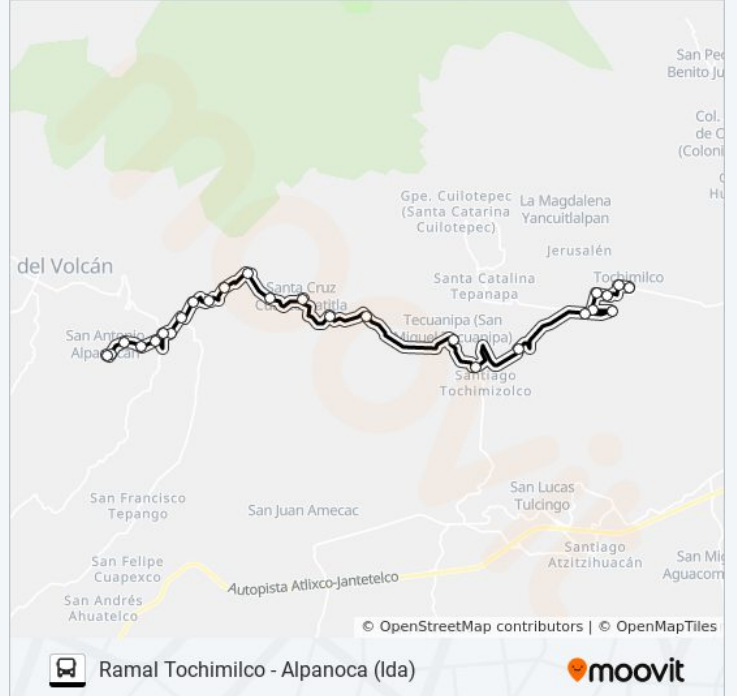 San Pe
Benito Ju
Col.
de C
(Coloni
Hu
Gpe. Cuilotepec
(Santa Catarina
Cuilotepec)
La Magdalena
Yancuitlalpan
Jerusalén
del Volcán
Santa Catalina
Tepanapa
Tochimilco
Santa Cruz
Tecuanipa (San
San Antonio
Santiago
Tochimizolco
San Francisco
Tepango
San Juan Amecac
San Lucas
Tulcingo
San Felipe
Cuapexco
Santiago
Atzitzihuacán
San Mig
Aguacom
San Andrés
Ahuatelco
Autopista Atlixco-Jantetelco
© OpenStreetMap contributors | © OpenMapTiles
Ramal Tochimilco - Alpanoca (Ida)
moovit